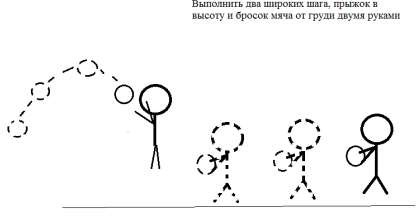 Выполнить два широких шага, прыжок в
высоту и бросок мяча от груди двумя руками